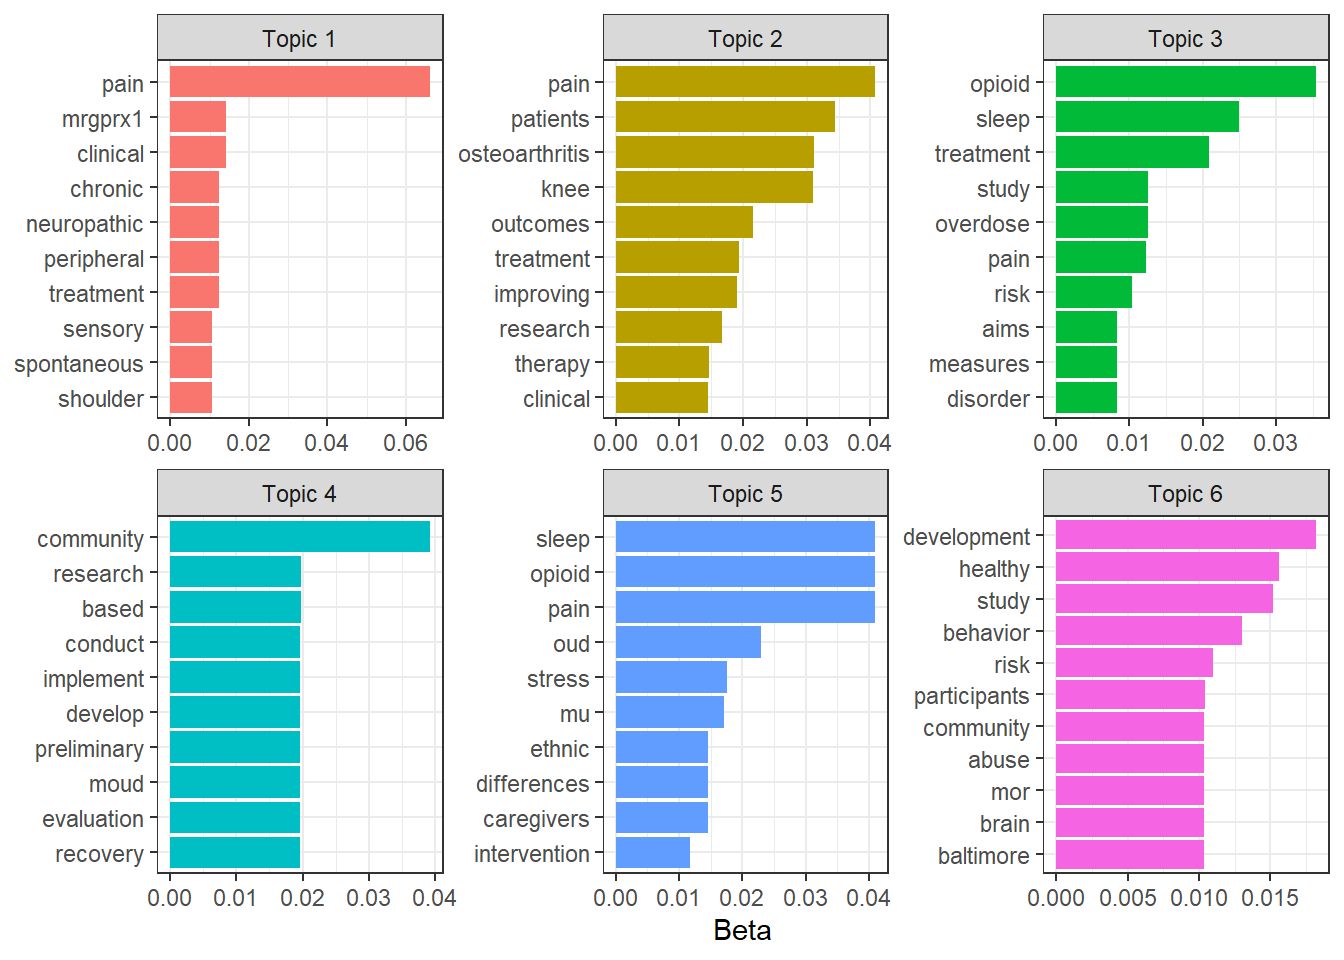 Topic 1
pain
mrgprx1
clinical
chronic
neuropathic
peripheral
treatment
sensory
spontaneous
shoulder
0.00 0.02 0.04 0.06
Topic 2
pain
patients
osteoarthritis
knee
outcomes
treatment
improving
research
therapy
clinical
0.00 0.01 0.02 0.03 0.04
Topic 3
opioid
sleep
treatment
study
overdose
pain
risk
aims
measures
disorder
0.00 0.01 0.02 0.03
Topic 4
community
research
based
conduct
implement
develop
preliminary
moud
evaluation
recovery
0.00 0.01 0.02 0.03 0.04
Topic 5
sleep
opioid
pain
oud
stress
mu
ethnic
differences
caregivers
intervention
0.00 0.01 0.02 0.03 0.04
Topic 6
development
healthy
study
behavior
risk
participants
community
abuse
mor
brain
baltimore
0.000 0.005 0.010 0.015
Beta